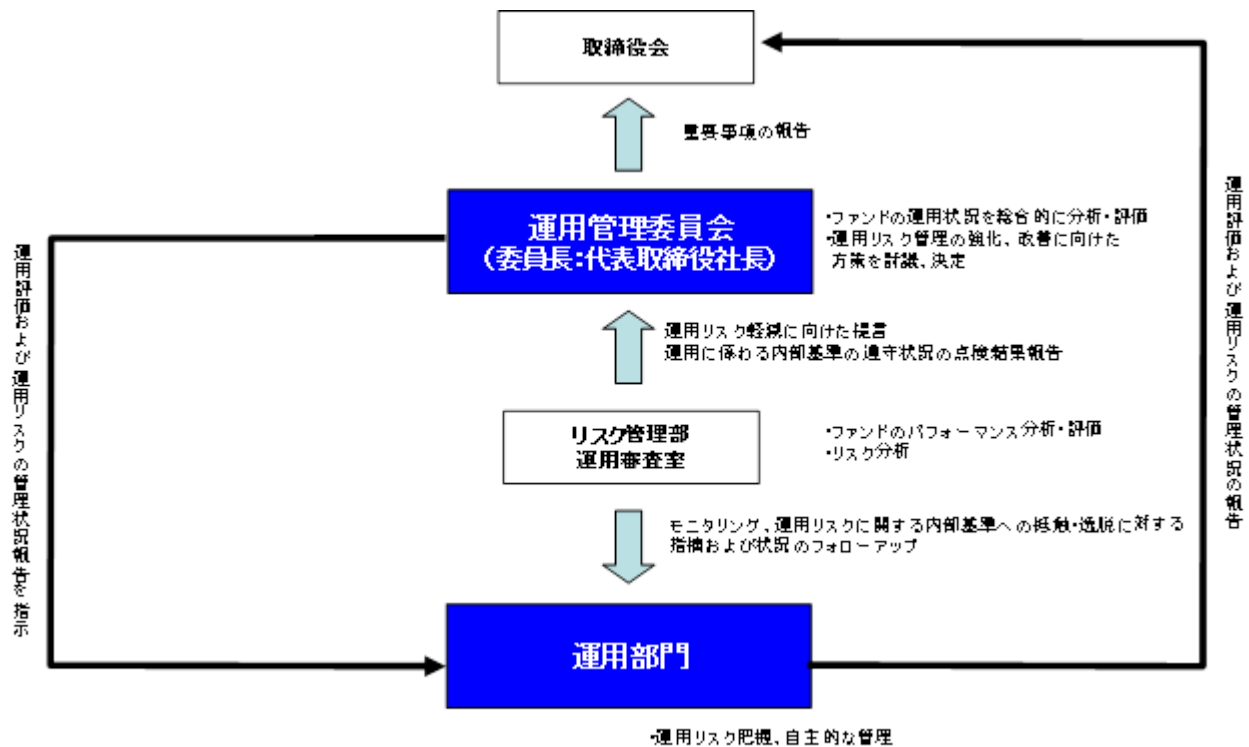 取締役会
重要事項の報告
運用管理委員会
(委員長:代表取締役社長)
・ファンドの運用状況を総合的に分析・評価
・運用リスク管理の強化、改善に向けた
方策を討議、決定
運用リスク軽減に向けた提言
運用に係わる内部基準の遵守状況の点検結果報告
リスク管理部
運用審査室
・ファンドのパフォーマンス分析・評価
・リスク分析
モニタリング、運用リスクに関する内部基準への抵触・逸脱に対する
指摘および状況のフォローアップ
運用部門
・運用リスク把握、自主的な管理
運用評価および運用リスクの管理状況報告を指示
運用評価および運用リスクの管理状況の報告